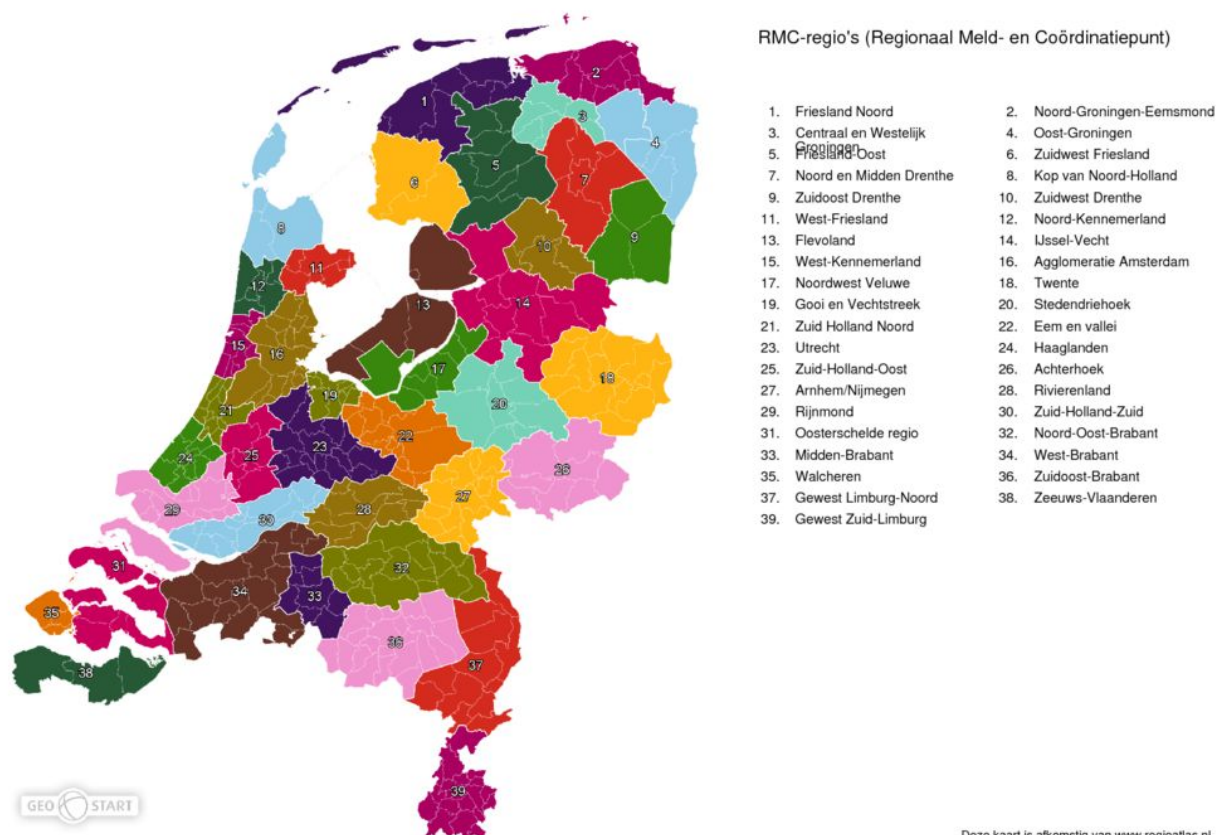 RMC-regio's (Regionaal Meld- en Coördinatiepunt)
1. Friesland Noord
2. Noord-Groningen-Eemsmond
3. Centraal en Westelijk
Groningen
4. Oost-Groningen
5. Friesland-Oost
6. Zuidwest Friesland
7. Noord en Midden Drenthe
8. Kop van Noord-Holland
9. Zuidoost Drenthe
10. Zuidwest Drenthe
11. West-Friesland
12. Noord-Kennemerland
13. Flevoland
14. IJssel-Vecht
15. West-Kennemerland
16. Agglomeratie Amsterdam
17. Noordwest Veluwe
18. Twente
19. Gooi en Vechtstreek
20. Stedendriehoek
21. Zuid Holland Noord
22. Eem en vallei
23. Utrecht
24. Haaglanden
25. Zuid-Holland-Oost
26. Achterhoek
27. Arnhem/Nijmegen
28. Rivierenland
29. Rijnmond
30. Zuid-Holland-Zuid
31. Oosterschelde regio
32. Noord-Oost-Brabant
33. Midden-Brabant
34. West-Brabant
35. Walcheren
36. Zuidoost-Brabant
37. Gewest Limburg-Noord
38. Zeeuws-Vlaanderen
39. Gewest Zuid-Limburg
2
1
3
4
5
6
7
8
9
10
11
12
13
14
15
16
17
18
19
20
21
22
23
24
25
26
27
28
29
30
31
32
33
34
35
36
37
38
39
GEO START
Deze kaart is afkomstig van www.regioatlas.nl